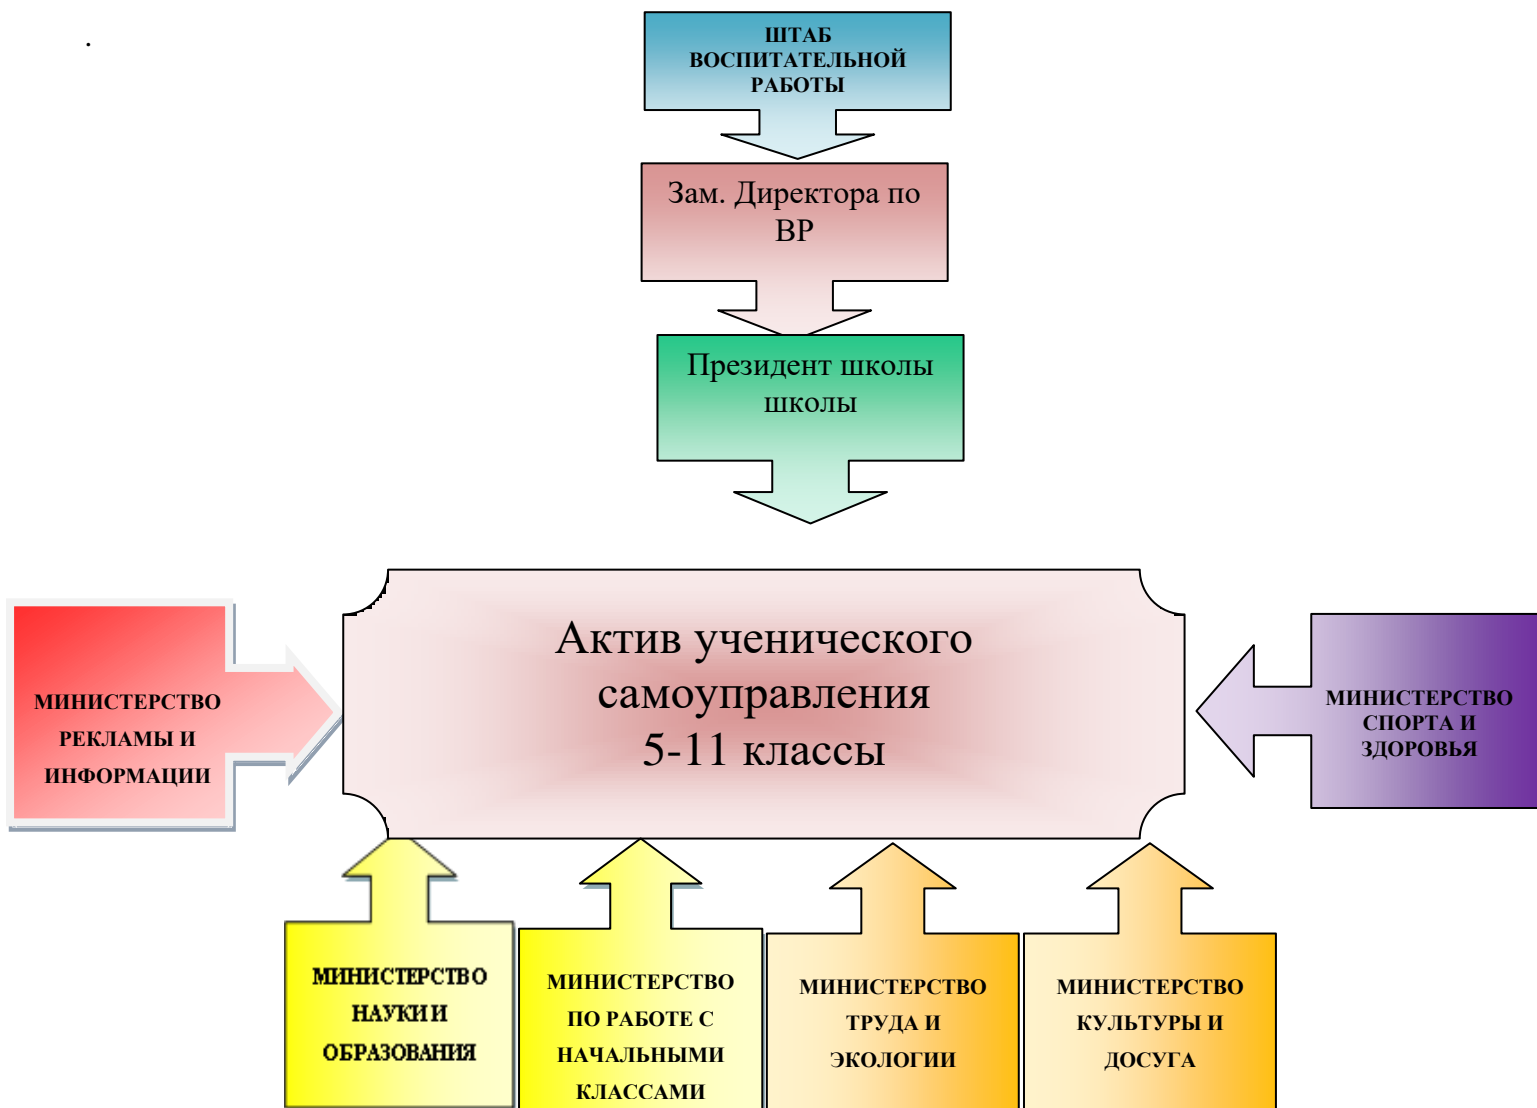 .
ШТАБ
ВОСПИТАТЕЛЬНОЙ
РАБОТЫ
Зам. Директора по
ВР
Президент школы
школы
Актив ученического
самоуправления
5-11 классы
МИНИСТЕРСТВО
РЕКЛАМЫ И
ИНФОРМАЦИИ
МИНИСТЕРСТВО
СПОРТА И
ЗДОРОВЬЯ
МИНИСТЕРСТВО
НАУКИ И
ОБРАЗОВАНИЯ
МИНИСТЕРСТВО
ПО РАБОТЕ С
НАЧАЛЬНЫМИ
КЛАССАМИ
МИНИСТЕРСТВО
ТРУДА И
ЭКОЛОГИИ
МИНИСТЕРСТВО
КУЛЬТУРЫ И
ДОСУГА